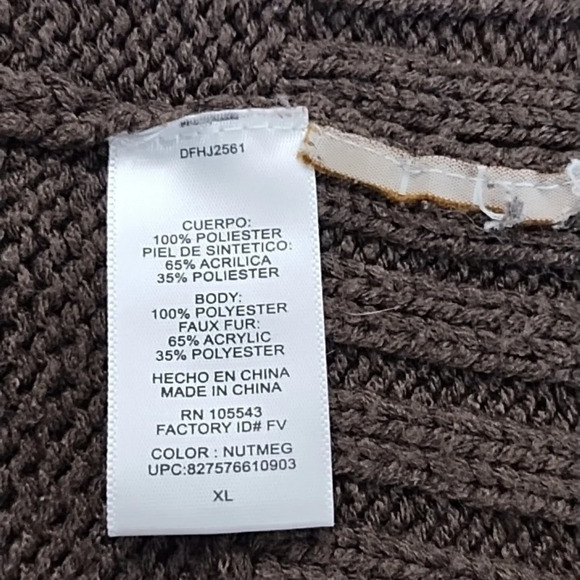 DFHJ2561
CUERPO:
100% POLIESTER
PIEL DE SINTETICO:
65% ACRILICA
35% POLIESTER
BODY:
100% POLYESTER
FAUX FUR:
65% ACRYLIC
35% POLYESTER
HECHO EN CHINA
MADE IN CHINA
RN 105543
FACTORY ID# FV
COLOR : NUTMEG
UPC:827576610903
XL